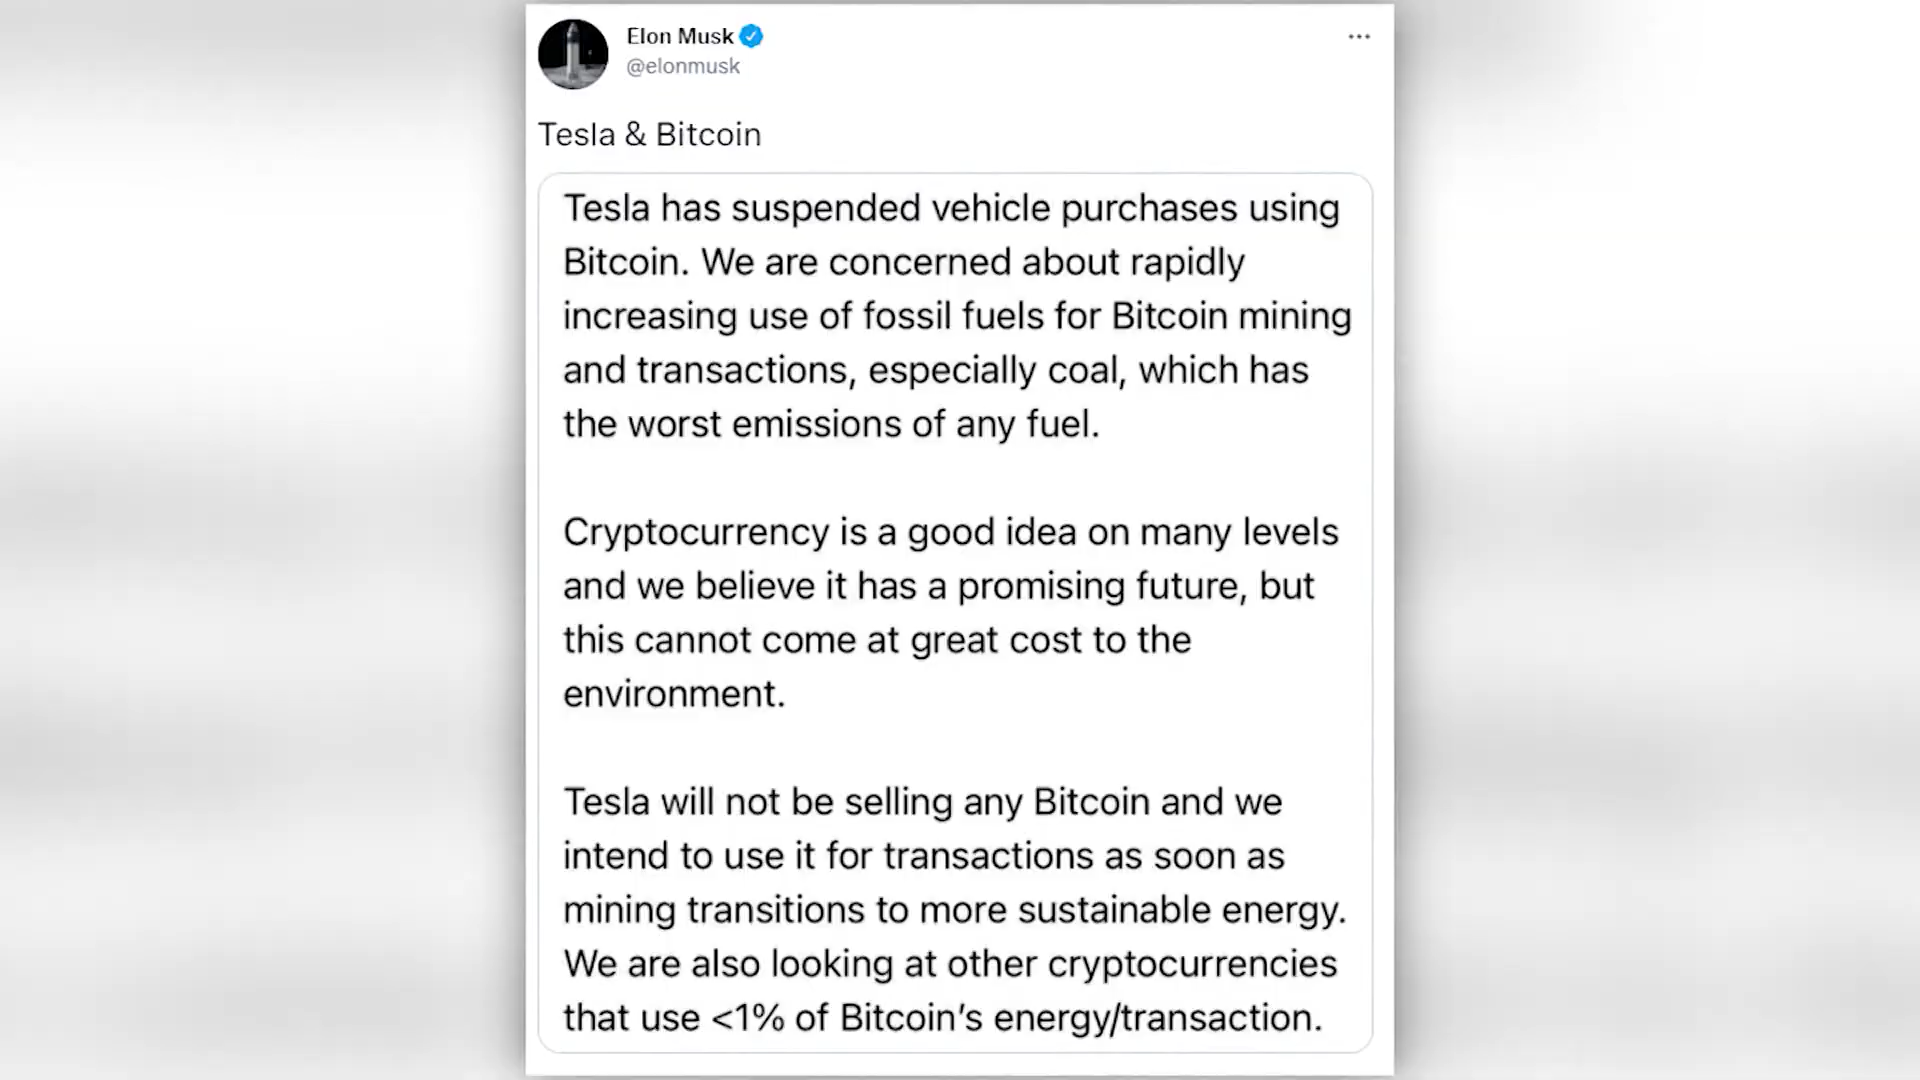 Elon Musk
@elonmusk
Tesla & Bitcoin
Tesla has suspended vehicle purchases using
Bitcoin. We are concerned about rapidly
increasing use of fossil fuels for Bitcoin mining
and transactions, especially coal, which has
the worst emissions of any fuel.
Cryptocurrency is a good idea on many levels
and we believe it has a promising future, but
this cannot come at great cost to the
environment.
Tesla will not be selling any Bitcoin and we
intend to use it for transactions as soon as
mining transitions to more sustainable energy.
We are also looking at other cryptocurrencies
that use <1% of Bitcoin’s energy/transaction.